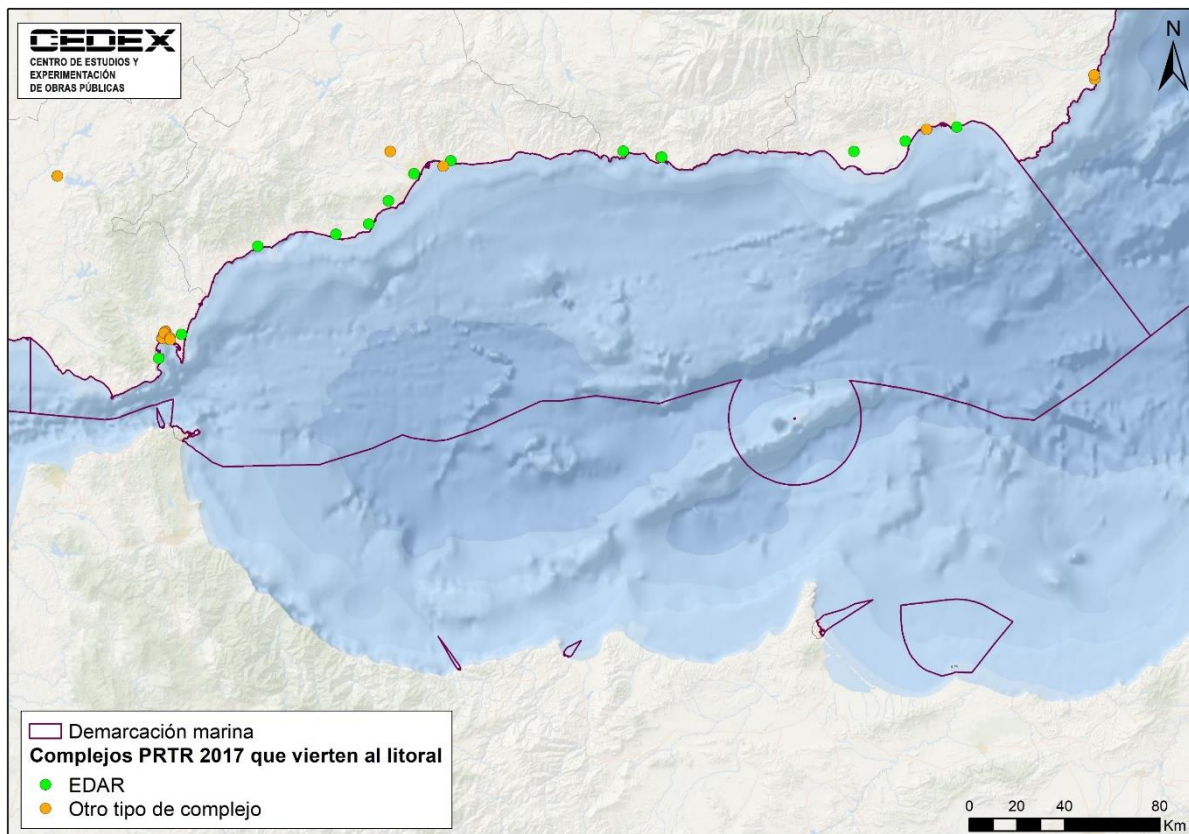 CEDEX
CENTRO DE ESTUDIOS Y
EXPERIMENTACIÓN
DE OBRAS PÚBLICAS
N
Demarcación marina
Complejos PRTR 2017 que vierten al litoral
EDAR
Otro tipo de complejo
0 20 40 80
Km